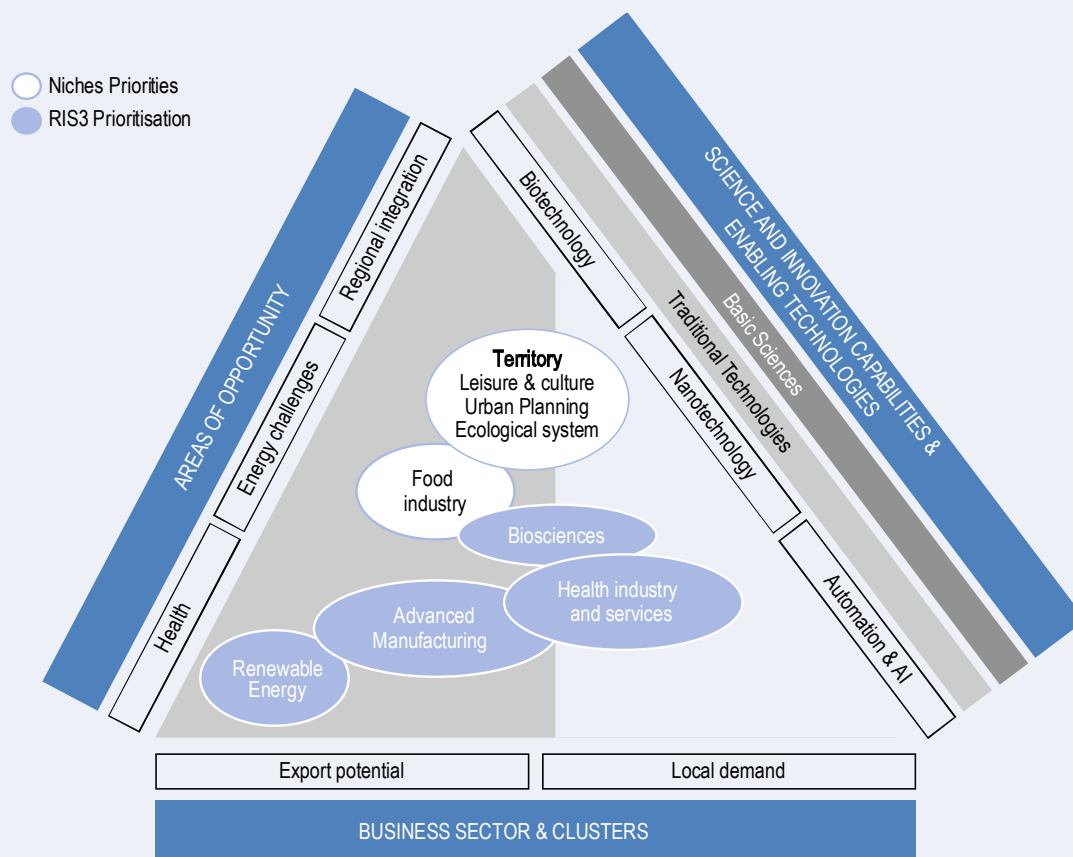 Niches Priorities
RIS3 Prioritisation
AREAS OF OPPORTUNITY
Regional integration
Energy challenges
Health
SCIENCE AND INNOVATION CAPABILITIES &
ENABLING TECHNOLOGIES
Basic Sciences
Traditional Technologies
Biotechnology
Nanotechnology
Automation & AI
Territory
Leisure & culture
Urban Planning
Ecological system
Food
industry
Biosciences
Health industry
and services
Advanced
Manufacturing
Renewable
Energy
Export potential
Local demand
BUSINESS SECTOR & CLUSTERS